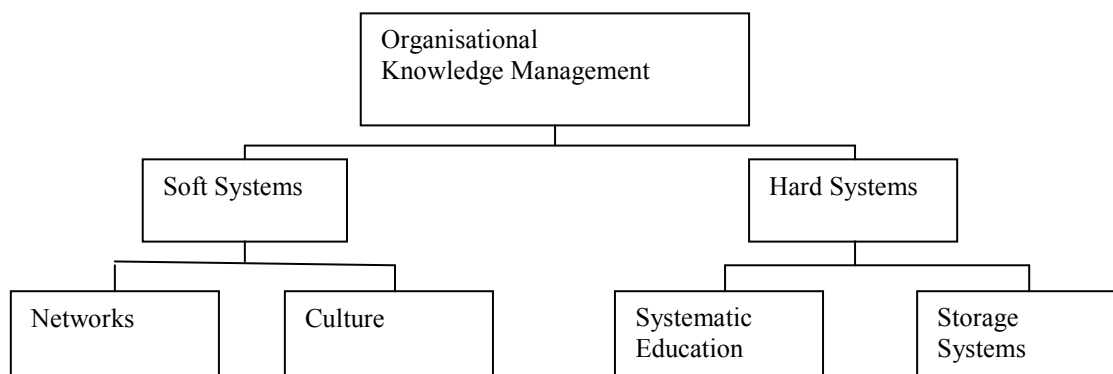 Organisational
Knowledge Management
Soft Systems
Hard Systems
Networks
Culture
Systematic
Education
Storage
Systems